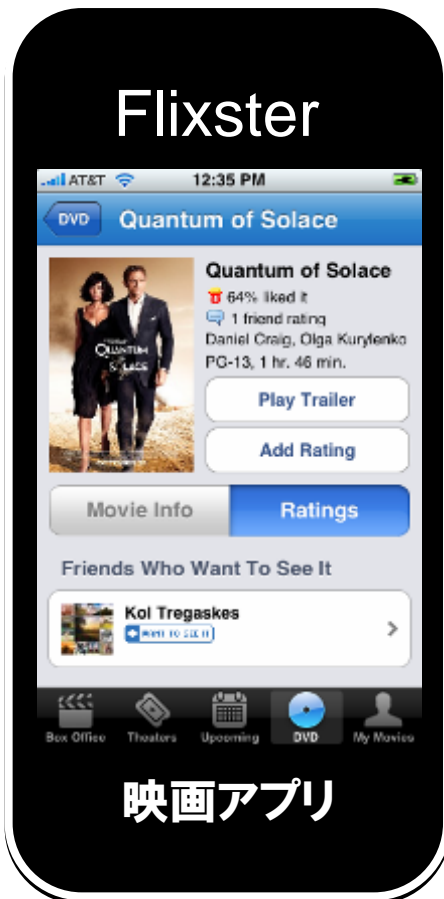 Flixster
AT&T 12:35 PM
DVD Quantum of Solace
Quantum of Solace
64% liked it
1 friend rating
Daniel Craig, Olga Kurylenko
PG-13, 1 hr. 46 min.
QUANTUM
OF SOLACE
Play Trailer
Add Rating
Movie Info Ratings
Friends Who Want To See It
Kol Tregaskes
WANT TO SEE IT
Box Office Theaters Upcoming DVD My Movies
映画アプリ